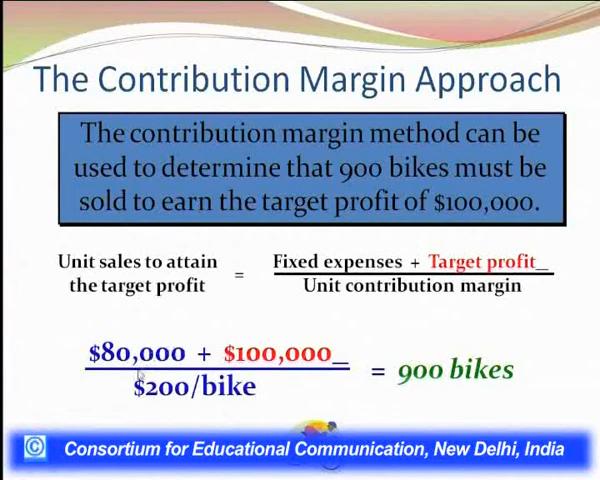 The Contribution Margin Approach
The contribution margin method can be
used to determine that 900 bikes must be
sold to earn the target profit of $100,000.
Unit sales to attain
the target profit
=
Fixed expenses + Target profit_
Unit contribution margin
$80,000 + $100,000_
$200/bike
= 900 bikes
© Consortium for Educational Communication, New Delhi, India